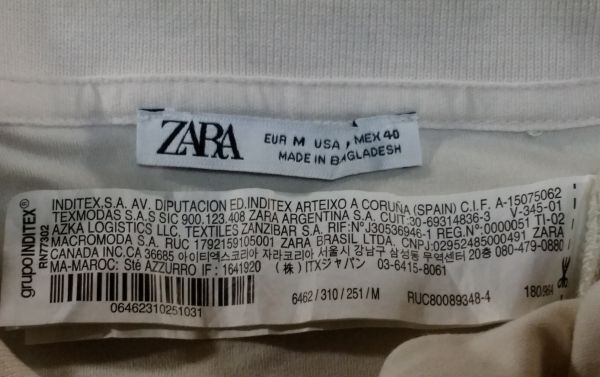 ZARA
EUR M USA MEX 40
MADE IN BANGLADESH
grupo INDITEX®
RN77302
INDITEX,S.A. AV. DIPUTACION ED.INDITEX ARTEIXO A CORUÑA (SPAIN) C.I.F. A-15075062
TEXMODAS S.A.S SIC 900.123.408 ZARA ARGENTINA S.A. CUIT:30-69314836-3 V-345-01
AZKA LOGISTICS LLC, TEXTILES ZANZIBAR S.A. RIF:N°J30536946-1 REG.N°0000051 TI-02
MACROMODA S.A. RUC 1792159105001 ZARA BRASIL LTDA. CNPJ:02952485000491 ZARA
CANADA INC.CA 36685 아이티엑스코리아 자라코리아 서울시 강남구 삼성동 무역센터 20층 080-479-0880
MA-MAROC: Sté AZZURRO IF : 1641920 (株) ITXジャパン 03-6415-8061
06462310251031
6462 / 310 / 251 / M
RUC80089348-4
180/964